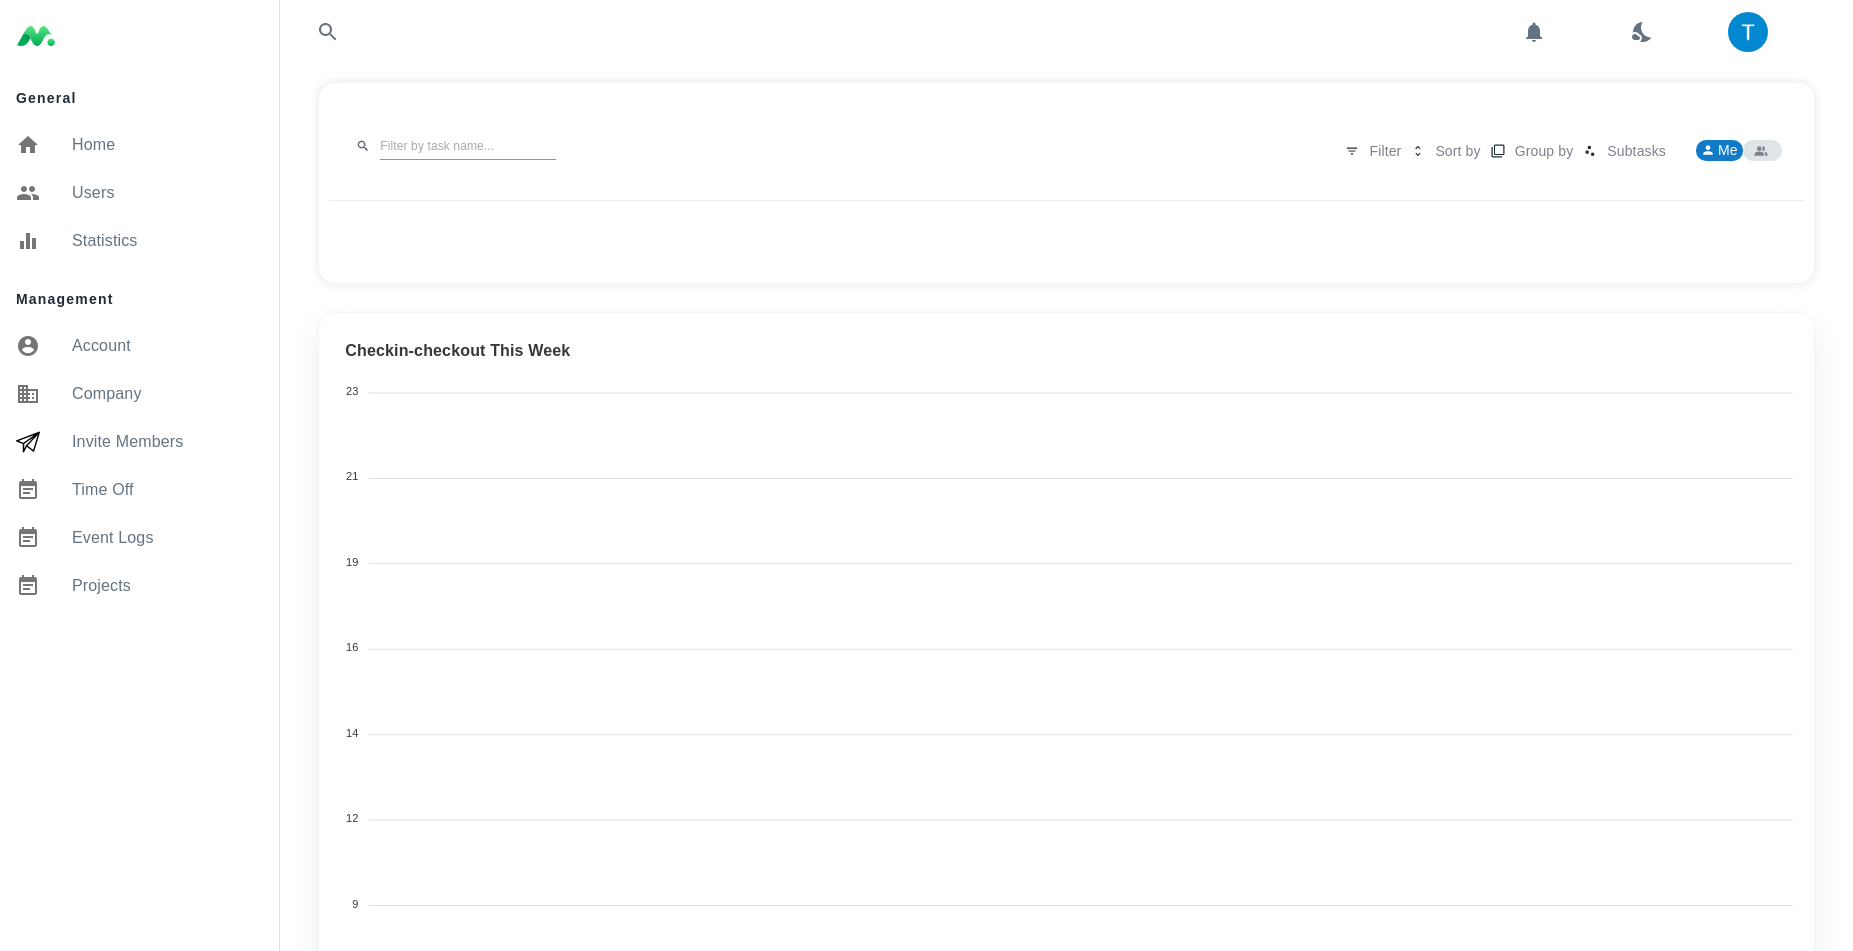 T
General
Home
Users
Statistics
Management
Account
Company
Invite Members
Time Off
Event Logs
Projects
Filter by task name...
Filter
Sort by
Group by
Subtasks
Me
Checkin-checkout This Week
23
21
19
16
14
12
9